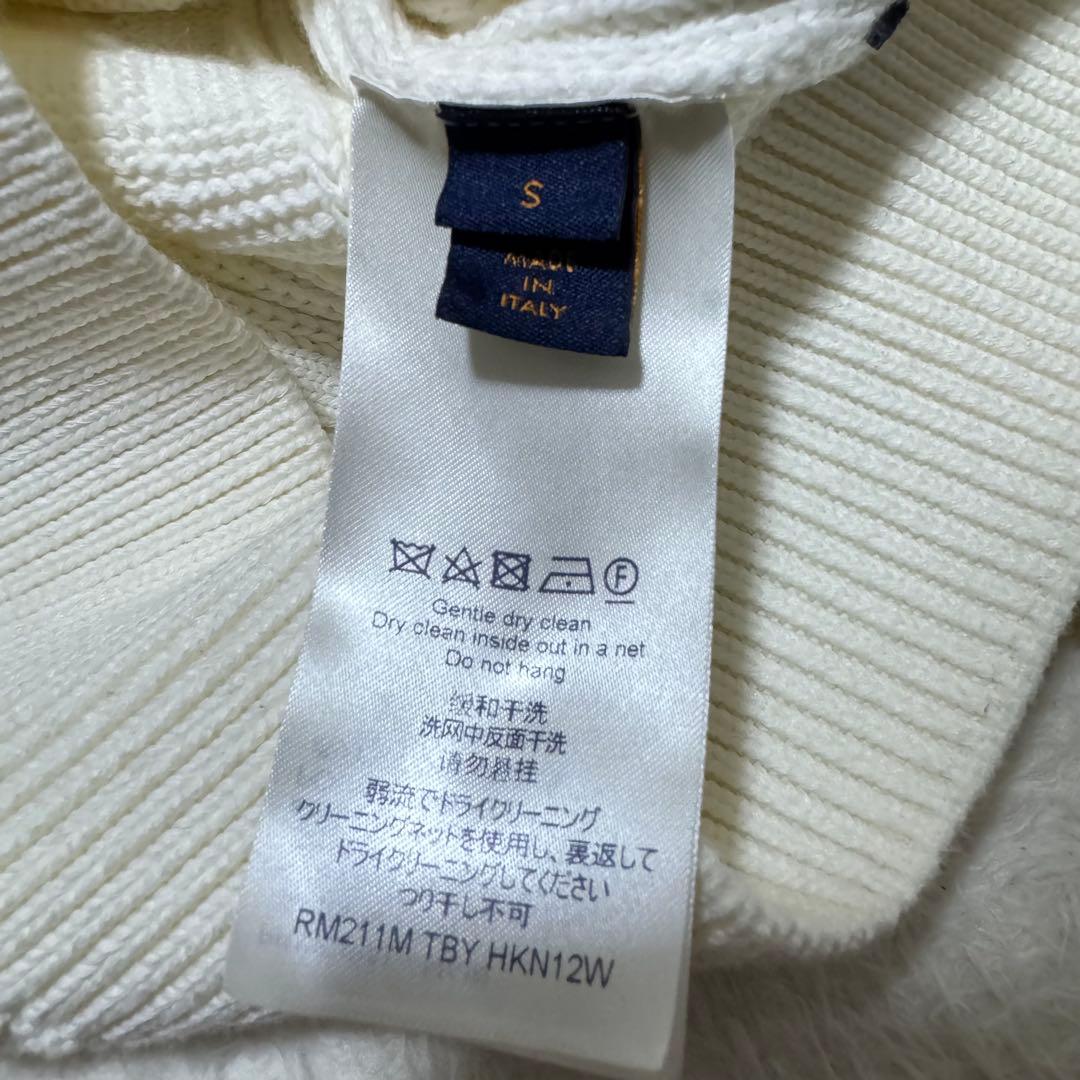 S
MADE
IN
ITALY
F
Gentle dry clean
Dry clean inside out in a net
Do not hang
缓和干洗
洗网中反面干洗
请勿悬挂
弱流でドライクリーニング
クリーニングネットを使用し、裏返して
ドライクリーニングしてください
つり干し不可
RM211M TBY HKN12W